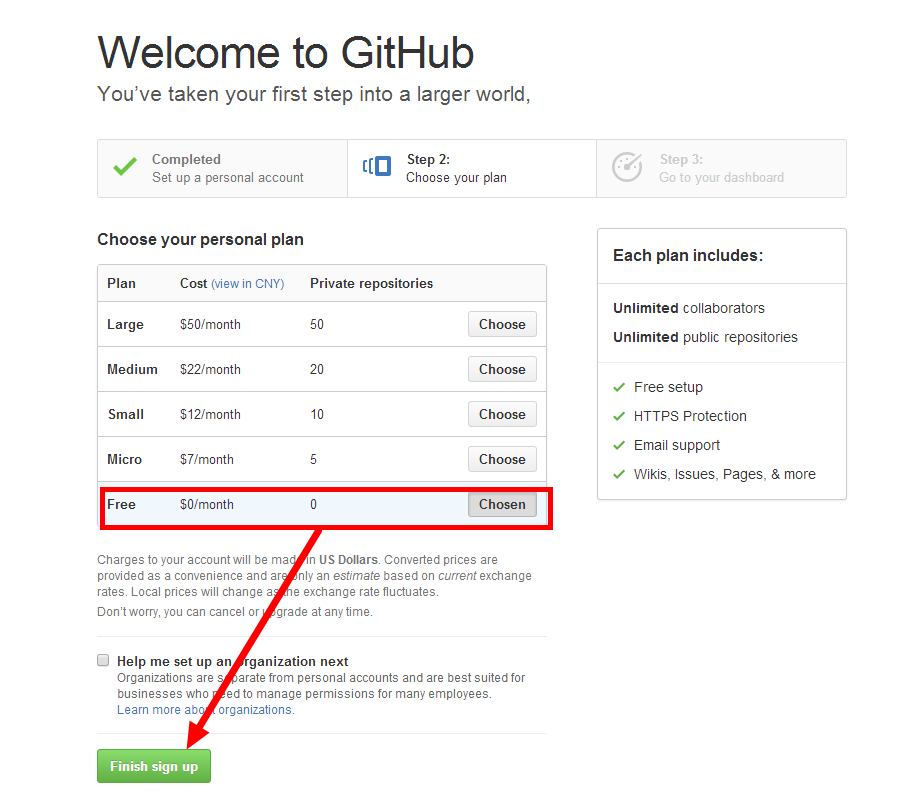 Welcome to GitHub
You’ve taken your first step into a larger world,
Completed
Set up a personal account
Step 2:
Choose your plan
Step 3:
Go to your dashboard
Choose your personal plan
Plan Cost (view in CNY) Private repositories
Large $50/month 50 Choose
Medium $22/month 20 Choose
Small $12/month 10 Choose
Micro $7/month 5 Choose
Free $0/month 0 Chosen
Charges to your account will be made in US Dollars. Converted prices are
provided as a convenience and are only an estimate based on current exchange
rates. Local prices will change as the exchange rate fluctuates.
Don’t worry, you can cancel or upgrade at any time.
Help me set up an organization next
Organizations are separate from personal accounts and are best suited for
businesses who need to manage permissions for many employees.
Learn more about organizations.
Finish sign up
Each plan includes:
Unlimited collaborators
Unlimited public repositories
Free setup
HTTPS Protection
Email support
Wikis, Issues, Pages, & more